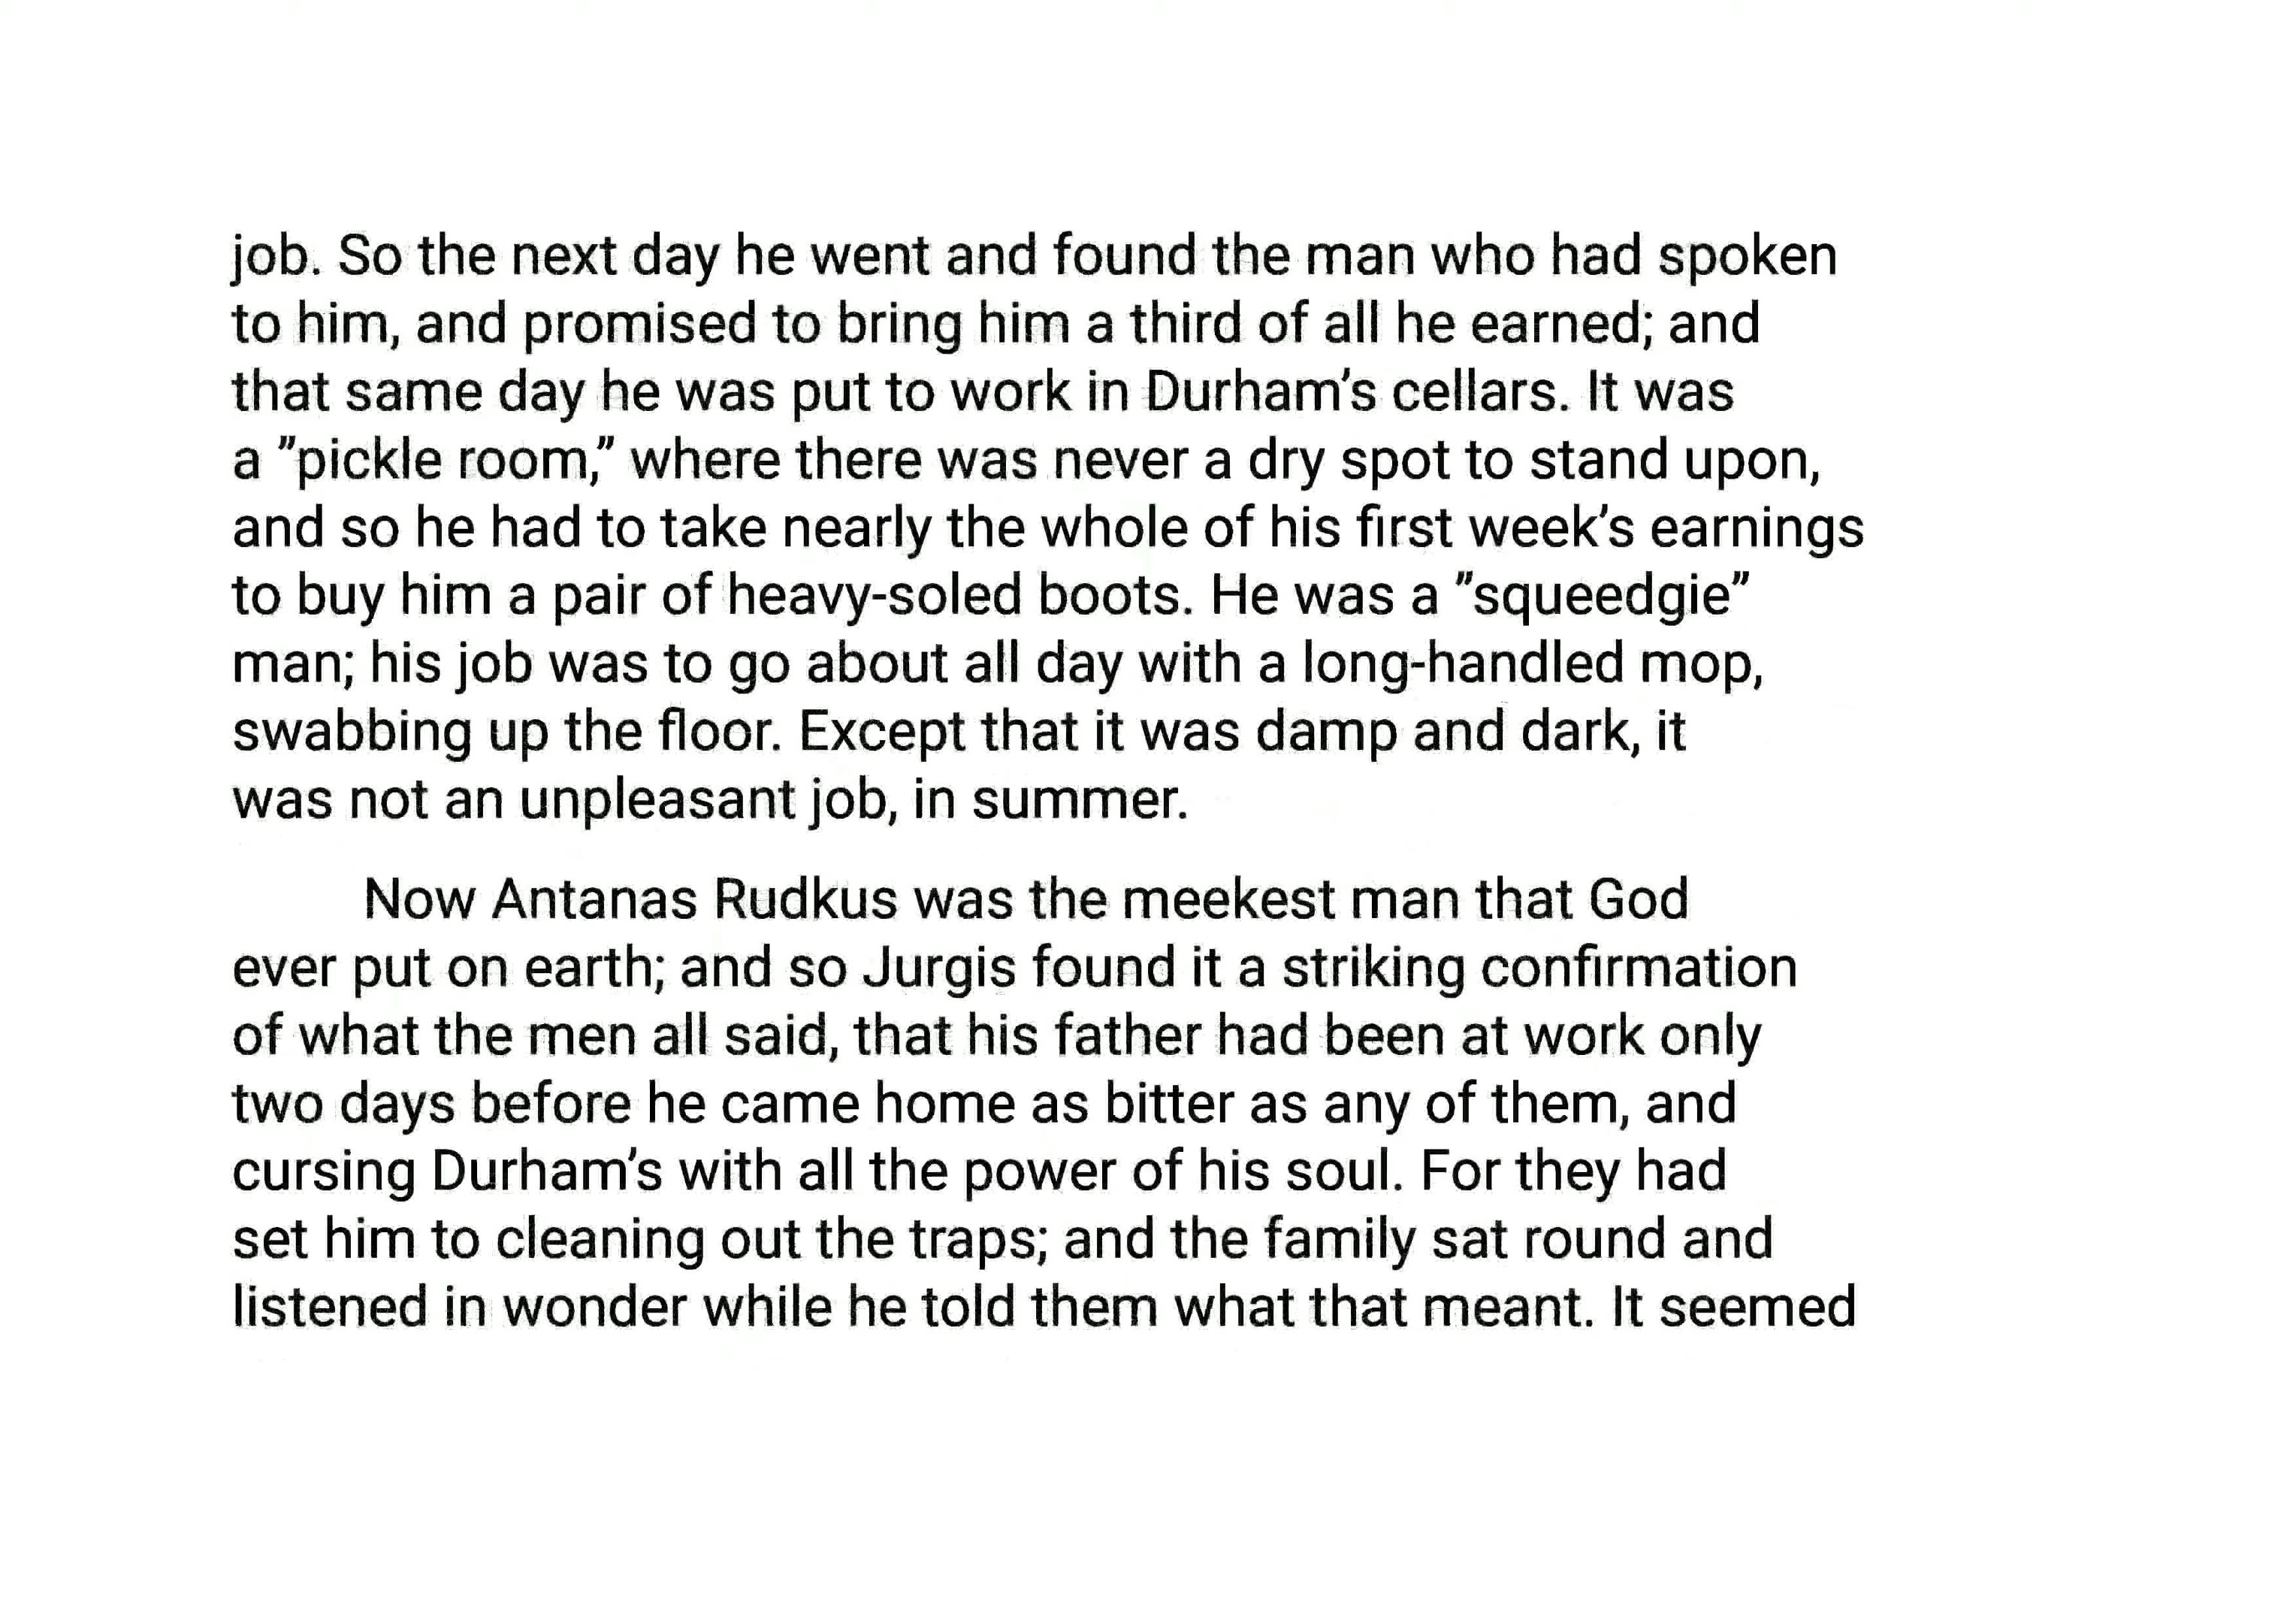 job. So the next day he went and found the man who had spoken
to him, and promised to bring him a third of all he earned; and
that same day he was put to work in Durham's cellars. It was
a "pickle room," where there was never a dry spot to stand upon,
and so he had to take nearly the whole of his first week's earnings
to buy him a pair of heavy-soled boots. He was a "squeedgie"
man; his job was to go about all day with a long-handled mop,
swabbing up the floor. Except that it was damp and dark, it
was not an unpleasant job, in summer.
Now Antanas Rudkus was the meekest man that God
ever put on earth; and so Jurgis found it a striking confirmation
of what the men all said, that his father had been at work only
two days before he came home as bitter as any of them, and
cursing Durham's with all the power of his soul. For they had
set him to cleaning out the traps; and the family sat round and
listened in wonder while he told them what that meant. It seemed